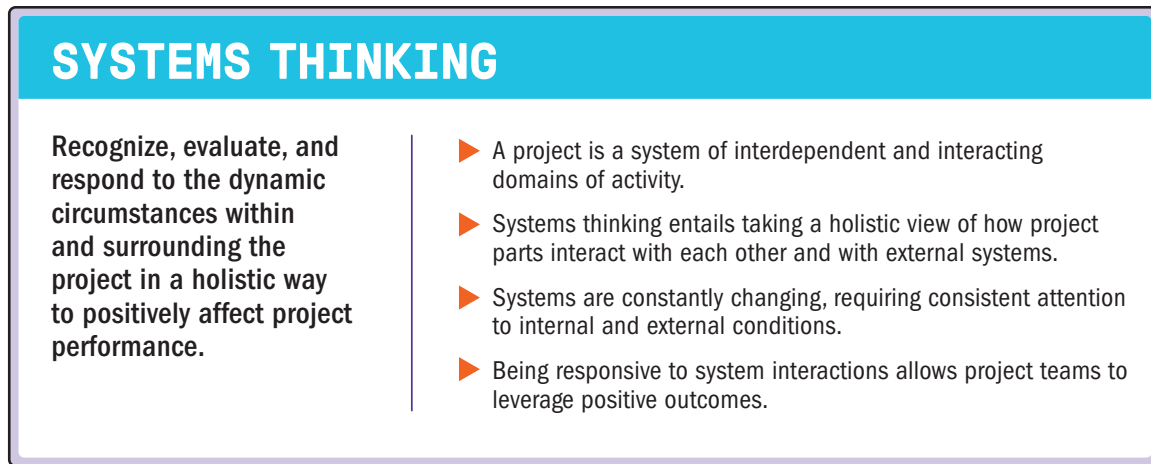 SYSTEMS THINKING
Recognize, evaluate, and
respond to the dynamic
circumstances within
and surrounding the
project in a holistic way
to positively affect project
performance.
A project is a system of interdependent and interacting
domains of activity.
Systems thinking entails taking a holistic view of how project
parts interact with each other and with external systems.
Systems are constantly changing, requiring consistent attention
to internal and external conditions.
Being responsive to system interactions allows project teams to
leverage positive outcomes.